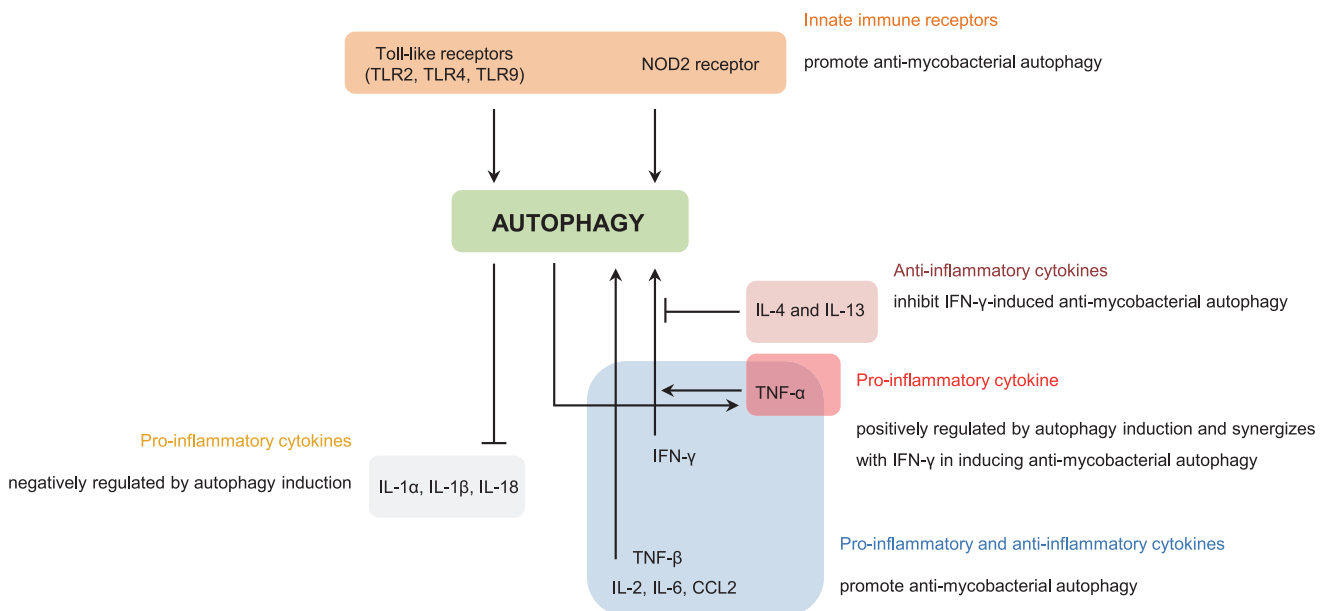 Innate immune receptors
promote anti-mycobacterial autophagy
Toll-like receptors
(TLR2, TLR4, TLR9)
NOD2 receptor
AUTOPHAGY
Anti-inflammatory cytokines
inhibit IFN-γ-induced anti-mycobacterial autophagy
IL-4 and IL-13
Pro-inflammatory cytokine
TNF-α
positively regulated by autophagy induction and synergizes
with IFN-γ in inducing anti-mycobacterial autophagy
IFN-γ
Pro-inflammatory cytokines
negatively regulated by autophagy induction
IL-1α, IL-1β, IL-18
Pro-inflammatory and anti-inflammatory cytokines
promote anti-mycobacterial autophagy
TNF-β
IL-2, IL-6, CCL2